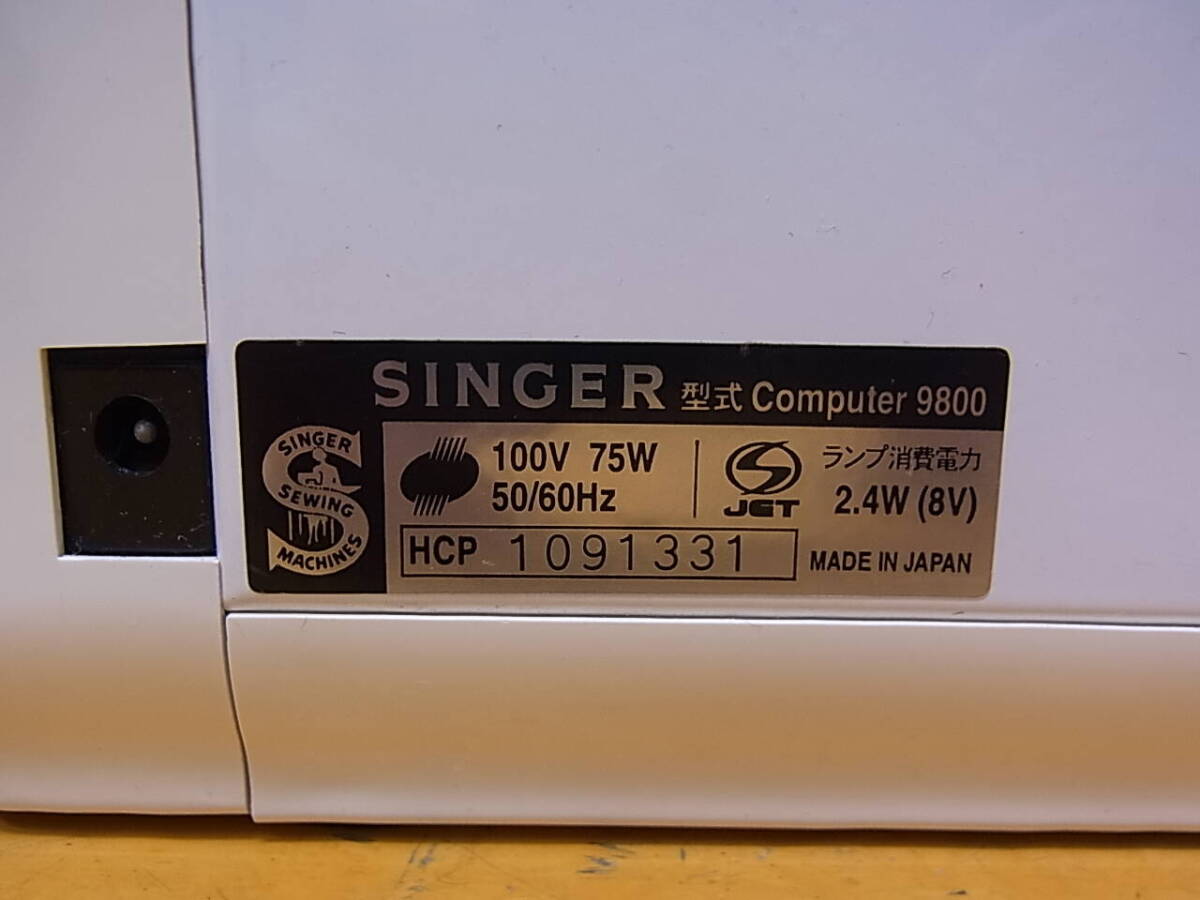 SINGER 型式 Computer 9800
SINGER
SEWING
MACHINES
100V 75W
50/60Hz
JET
ランプ消費電力
2.4W (8V)
HCP 1091331
MADE IN JAPAN